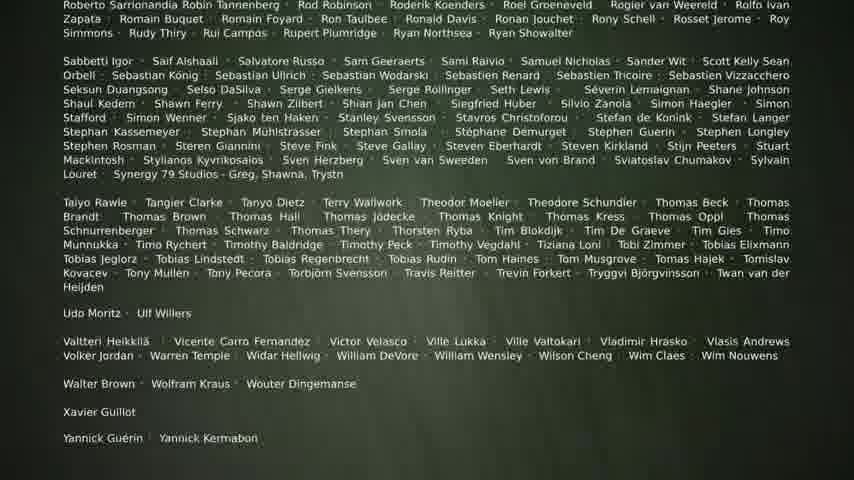 Roberto Sarrionandia Robin Tannenberg · Rod Robinson · Roderik Koenders · Roel Groeneveld · Rogier van Weereld · Rolfo Ivan
Zapata · Romain Buquet · Romain Foyard · Ron Taulbee · Ronald Davis · Ronan Jouchet · Rony Schell · Rosset Jerome · Roy
Simmons · Rudy Thiry · Rui Campos · Rupert Plumridge · Ryan Northsea · Ryan Showalter
Sabbetti Igor · Saif Alshaali · Salvatore Russo · Sam Geeraerts · Sami Raivio · Samuel Nicholas · Sander Wit · Scott Kelly Sean
Orbell · Sebastian König · Sebastian Ullrich · Sebastian Wodarski · Sebastien Renard · Sebastien Tricoire · Sebastien Vizzacchero
Seksun Duangsong · Selso DaSilva · Serge Gielkens · Serge Rollinger · Seth Lewis · Séverin Lemaignan · Shane Johnson
Shaul Kedem · Shawn Ferry · Shawn Zilbert · Shian Jan Chen · Siegfried Huber · Silvio Zanola · Simon Haegler · Simon
Stafford · Simon Wenner · Sjako ten Haken · Stanley Svensson · Stavros Christoforou · Stefan de Konink · Stefan Langer
Stephan Kassemeyer · Stephan Mühlstrasser · Stephan Smola · Stéphane Démurget · Stephen Guerin · Stephen Longley
Stephen Rosman · Steren Giannini · Steve Fink · Steve Gallay · Steven Eberhardt · Steven Kirkland · Stijn Peeters · Stuart
MacKintosh · Stylianos Kyvrikosaios · Sven Herzberg · Sven van Sweeden · Sven von Brand · Sviatoslav Chumakov · Sylvain
Louret · Synergy 79 Studios - Greg, Shawna, Trystn
Taiyo Rawle · Tangier Clarke · Tanyo Dietz · Terry Wallwork · Theodor Moelier · Theodore Schundler · Thomas Beck · Thomas
Brandt · Thomas Brown · Thomas Hall · Thomas Jödecke · Thomas Knight · Thomas Kress · Thomas Oppl · Thomas
Schnurrenberger · Thomas Schwarz · Thomas Thery · Thorsten Ryba · Tim Blokdijk · Tim De Graeve · Tim Gies · Timo
Munnukka · Timo Rychert · Timothy Baldridge · Timothy Peck · Timothy Vegdahl · Tiziana Loni · Tobi Zimmer · Tobias Elixmann
Tobias Jeglorz · Tobias Lindstedt · Tobias Regenbrecht · Tobias Rudin · Tom Haines · Tom Musgrove · Tomas Hajek · Tomislav
Kovacev · Tony Mullen · Tony Pecora · Torbjörn Svensson · Travis Reitter · Trevin Forkert · Tryggvi Björgvinsson · Twan van der
Heijden
Udo Moritz · Ulf Willers
Valtteri Heikkilä · Vicente Carro Fernandez · Victor Velasco · Ville Lukka · Ville Valtokari · Vladimir Hrasko · Vlasis Andrews
Volker Jordan · Warren Temple · Widar Hellwig · William DeVore · William Wensley · Wilson Cheng · Wim Claes · Wim Nouwens
Walter Brown · Wolfram Kraus · Wouter Dingemanse
Xavier Guillot
Yannick Guérin · Yannick Kermabon